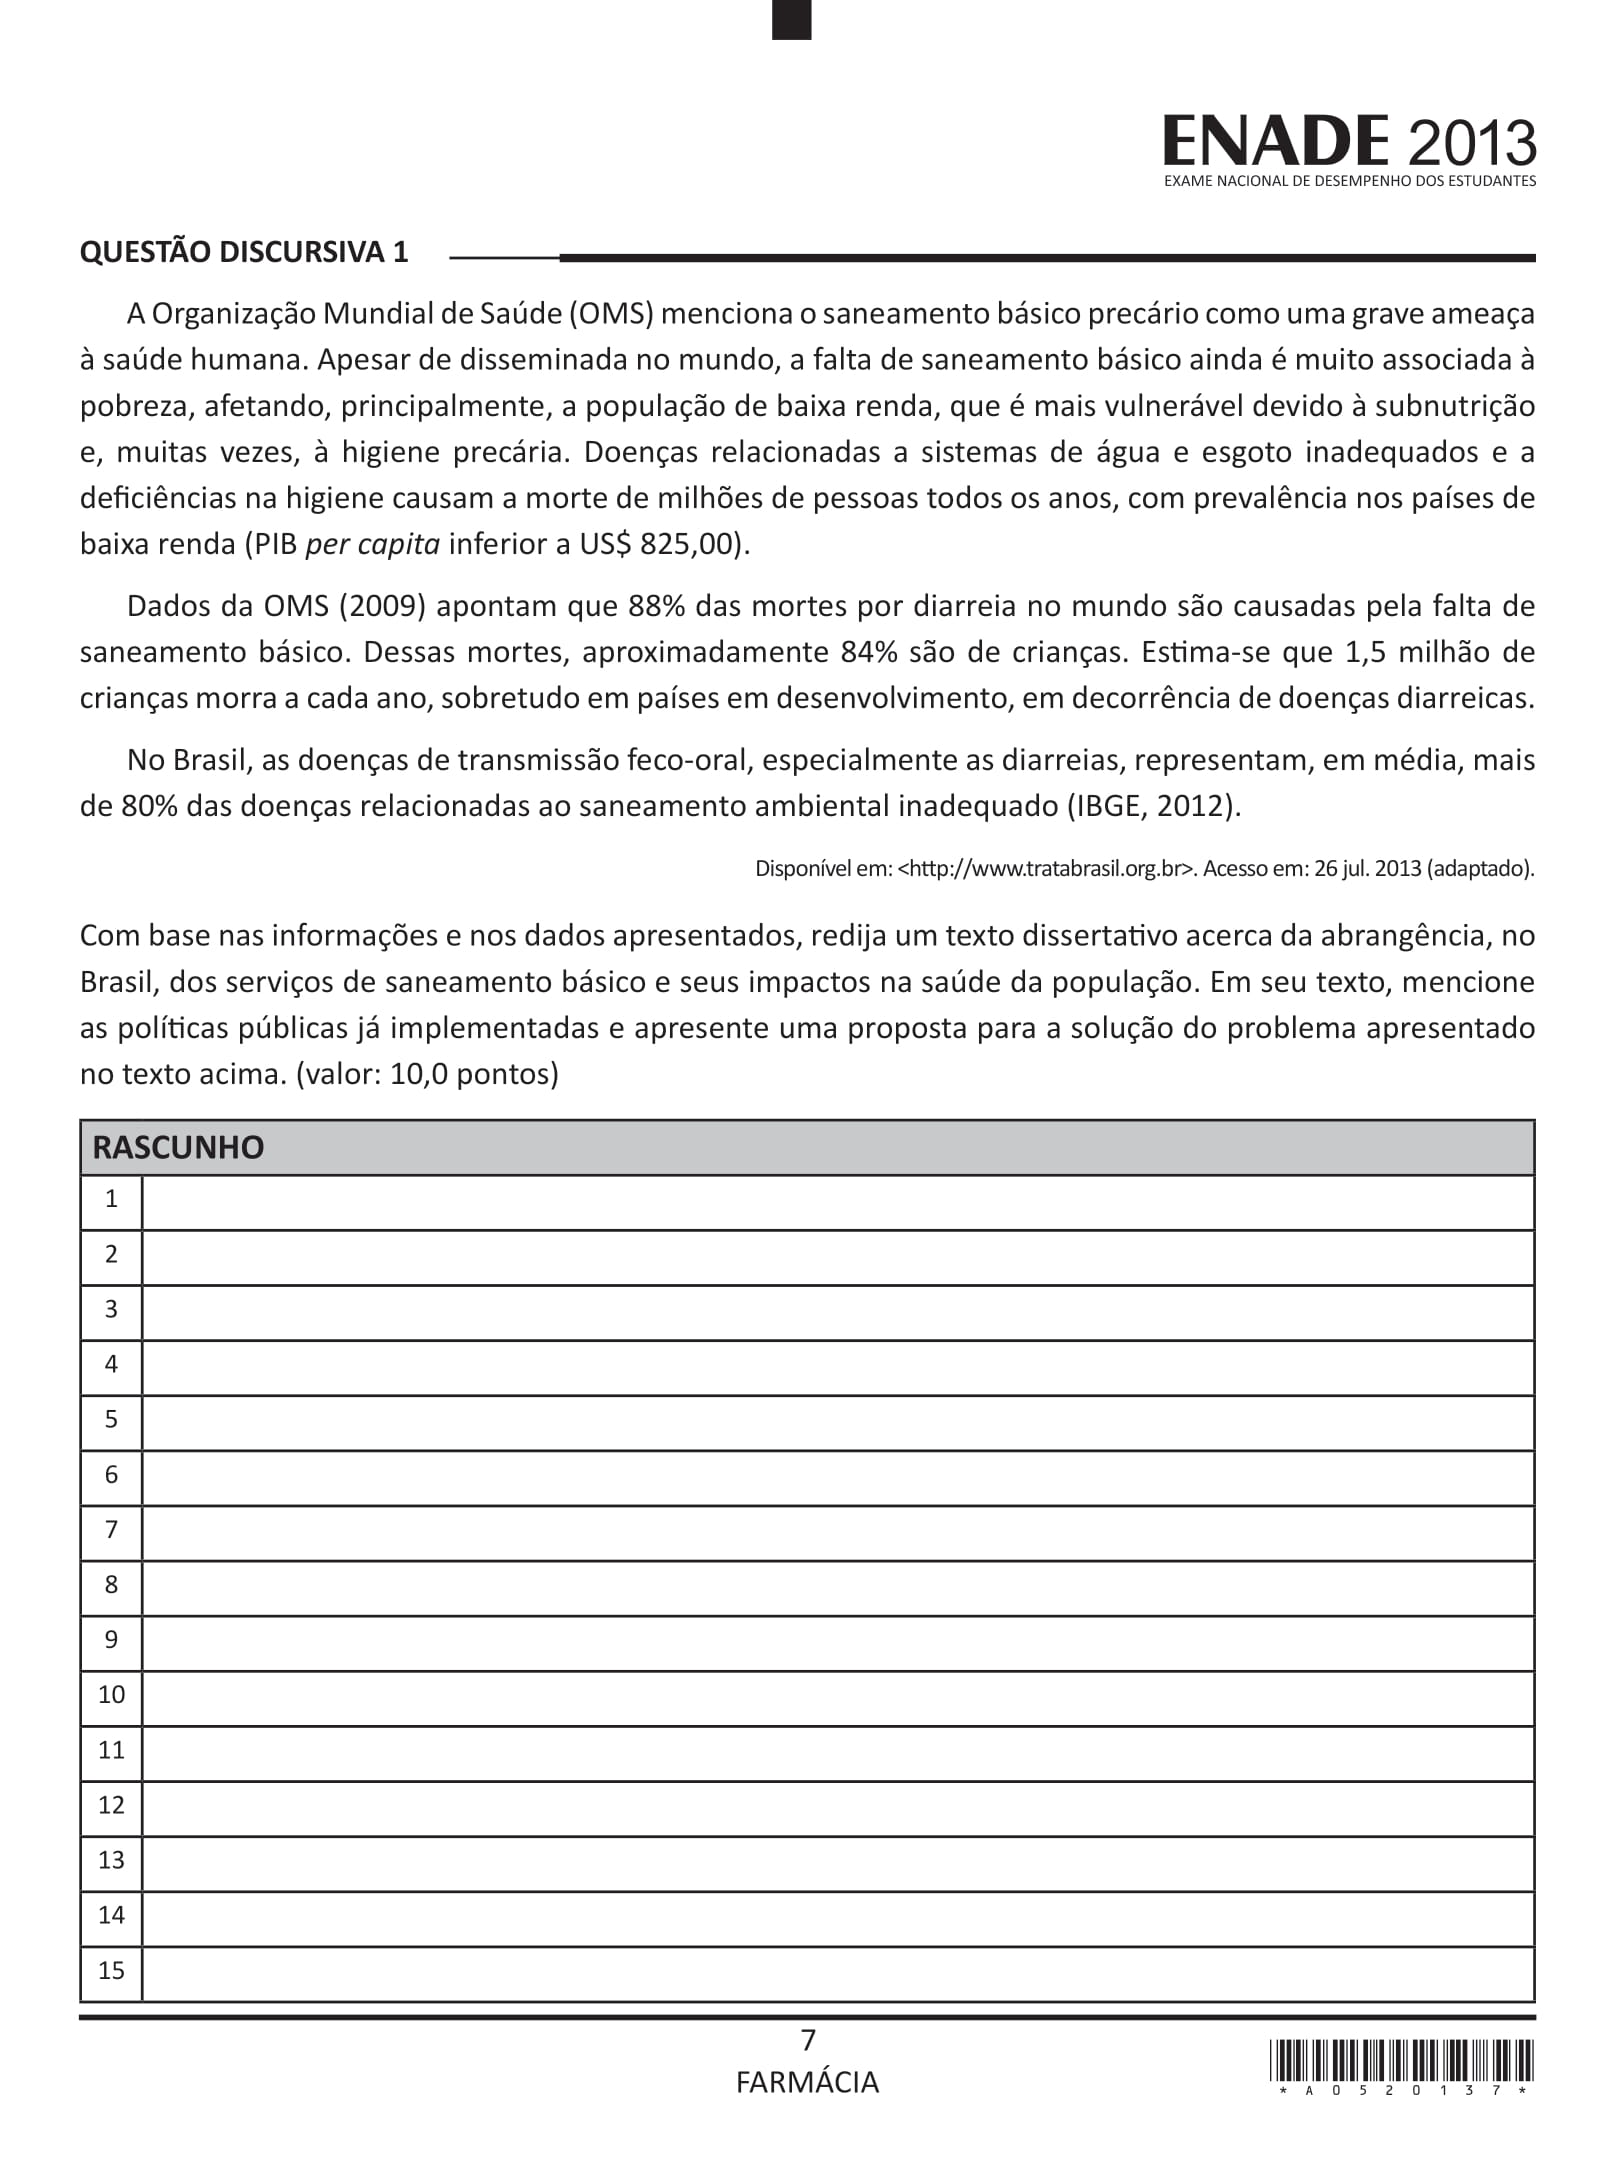 ENADE 2013
EXAME NACIONAL DE DESEMPENHO DOS ESTUDANTES
QUESTÃO DISCURSIVA 1
A Organização Mundial de Saúde (OMS) menciona o saneamento básico precário como uma grave ameaça
à saúde humana. Apesar de disseminada no mundo, a falta de saneamento básico ainda é muito associada à
pobreza, afetando, principalmente, a população de baixa renda, que é mais vulnerável devido à subnutrição
e, muitas vezes, à higiene precária. Doenças relacionadas a sistemas de água e esgoto inadequados e a
deficiências na higiene causam a morte de milhões de pessoas todos os anos, com prevalência nos países de
baixa renda (PIB per capita inferior a US$ 825,00).
Dados da OMS (2009) apontam que 88% das mortes por diarreia no mundo são causadas pela falta de
saneamento básico. Dessas mortes, aproximadamente 84% são de crianças. Estima-se que 1,5 milhão de
crianças morra a cada ano, sobretudo em países em desenvolvimento, em decorrência de doenças diarreicas.
No Brasil, as doenças de transmissão feco-oral, especialmente as diarreias, representam, em média, mais
de 80% das doenças relacionadas ao saneamento ambiental inadequado (IBGE, 2012).
Disponível em: <http://www.tratabrasil.org.br>. Acesso em: 26 jul. 2013 (adaptado).
Com base nas informações e nos dados apresentados, redija um texto dissertativo acerca da abrangência, no
Brasil, dos serviços de saneamento básico e seus impactos na saúde da população. Em seu texto, mencione
as políticas públicas já implementadas e apresente uma proposta para a solução do problema apresentado
no texto acima. (valor: 10,0 pontos)
RASCUNHO
1
2
3
4
5
6
7
8
9
10
11
12
13
14
15
7
FARMÁCIA
*A0520137*